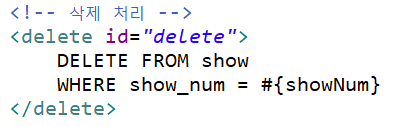 <!-- 삭제 처리 -->
<delete id="delete">
DELETE FROM show
WHERE show_num = #{showNum}
</delete>